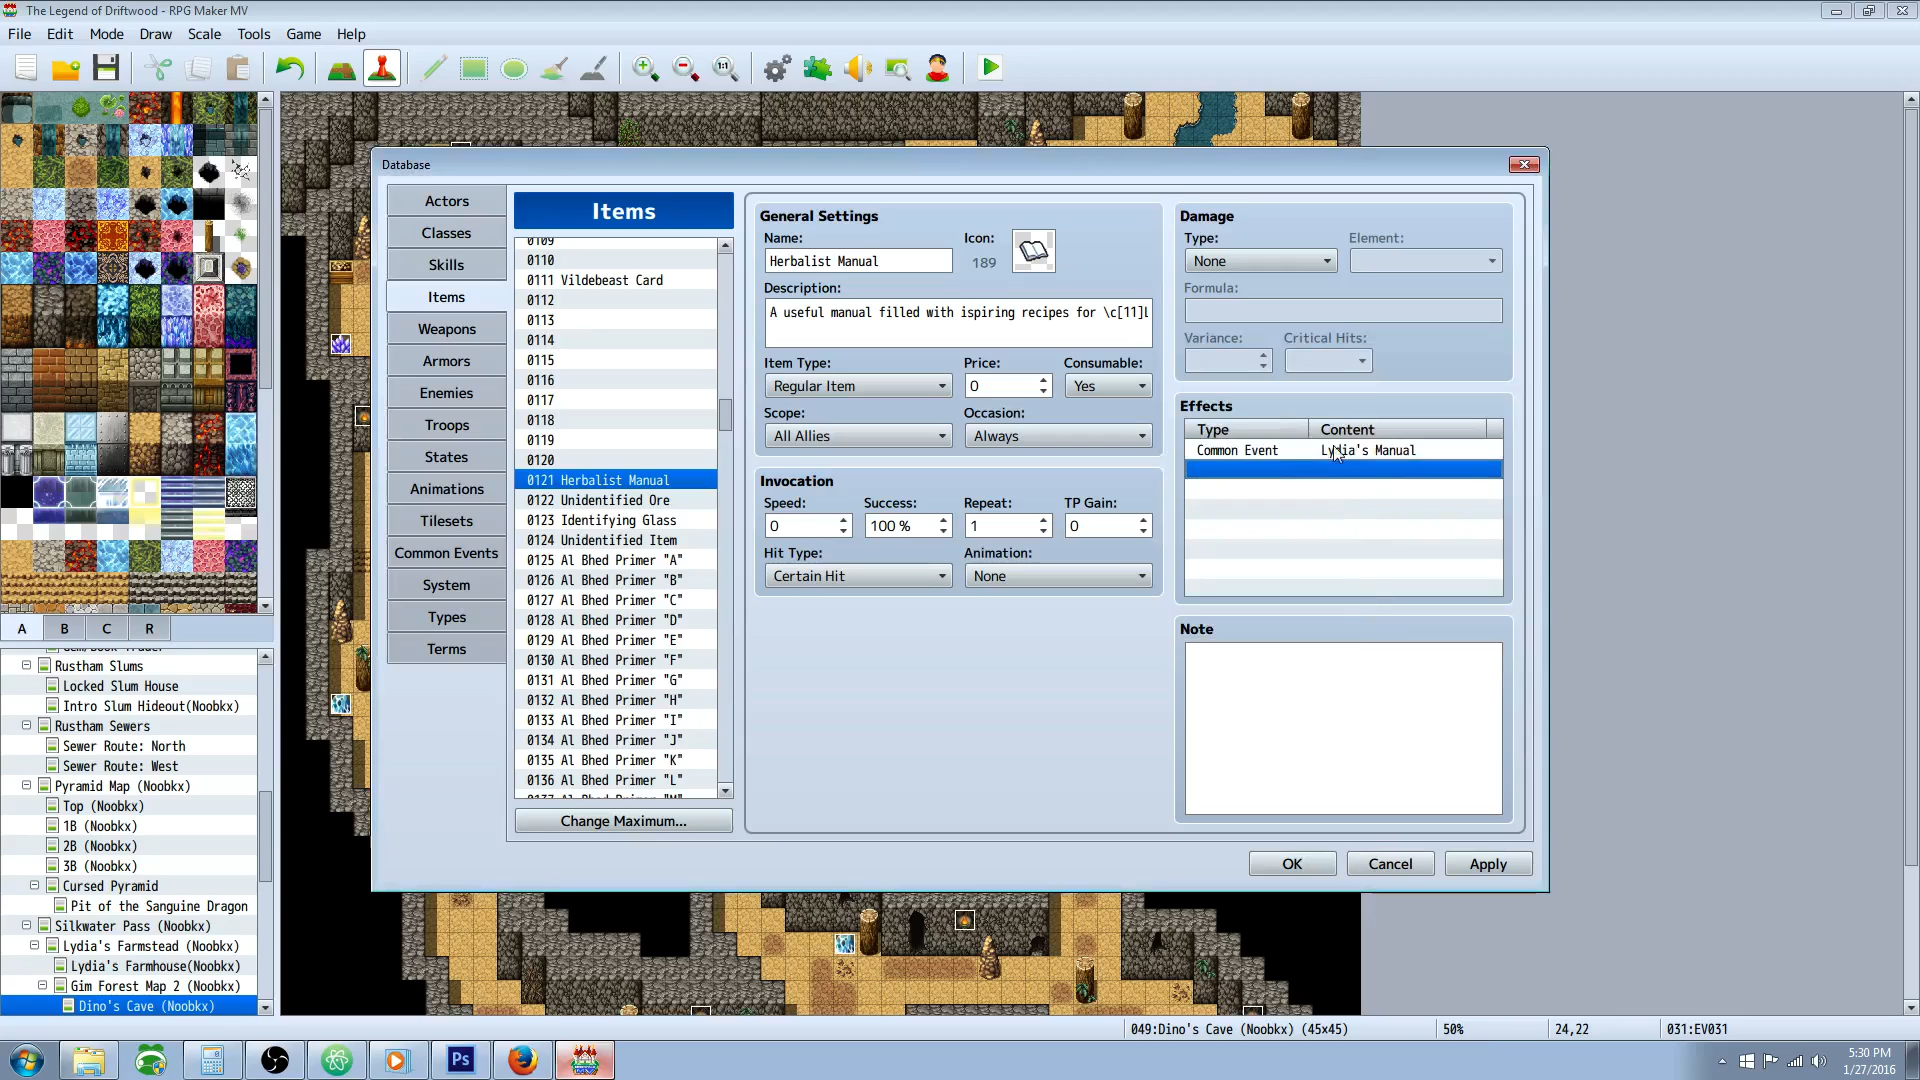 The Legend of Driftwood - RPG Maker MV
File Edit Mode Draw Scale Tools Game Help
1:1
Database
Actors
Classes
Skills
Items
Weapons
Armors
Enemies
Troops
States
Animations
Tilesets
Common Events
System
Types
Terms
Items
0109
0110
0111 Vildebeast Card
0112
0113
0114
0115
0116
0117
0118
0119
0120
0121 Herbalist Manual
0122 Unidentified Ore
0123 Identifying Glass
0124 Unidentified Item
0125 Al Bhed Primer "A"
0126 Al Bhed Primer "B"
0127 Al Bhed Primer "C"
0128 Al Bhed Primer "D"
0129 Al Bhed Primer "E"
0130 Al Bhed Primer "F"
0131 Al Bhed Primer "G"
0132 Al Bhed Primer "H"
0133 Al Bhed Primer "I"
0134 Al Bhed Primer "J"
0135 Al Bhed Primer "K"
0136 Al Bhed Primer "L"
0137 Al Bhed Primer "M"
Change Maximum...
General Settings
Name: Icon:
Herbalist Manual 189
Description:
A useful manual filled with ispiring recipes for \c[11]
Item Type: Price: Consumable:
Regular Item 0 Yes
Scope: Occasion:
All Allies Always
Invocation
Speed: Success: Repeat: TP Gain:
0 100 % 1 0
Hit Type: Animation:
Certain Hit None
Damage
Type: Element:
None
Formula:
Variance: Critical Hits:
Effects
Type Content
Common Event Lydia's Manual
Note
OK Cancel Apply
A B C R
Gem/Book Trader
Rustham Slums
Locked Slum House
Intro Slum Hideout(Noobkx)
Rustham Sewers
Sewer Route: North
Sewer Route: West
Pyramid Map (Noobkx)
Top (Noobkx)
1B (Noobkx)
2B (Noobkx)
3B (Noobkx)
Cursed Pyramid
Pit of the Sanguine Dragon
Silkwater Pass (Noobkx)
Lydia's Farmstead (Noobkx)
Lydia's Farmhouse(Noobkx)
Gim Forest Map 2 (Noobkx)
Dino's Cave (Noobkx)
049:Dino's Cave (Noobkx) (45x45) 50% 24,22 031:EV031
Ps
5:30 PM
1/27/2016